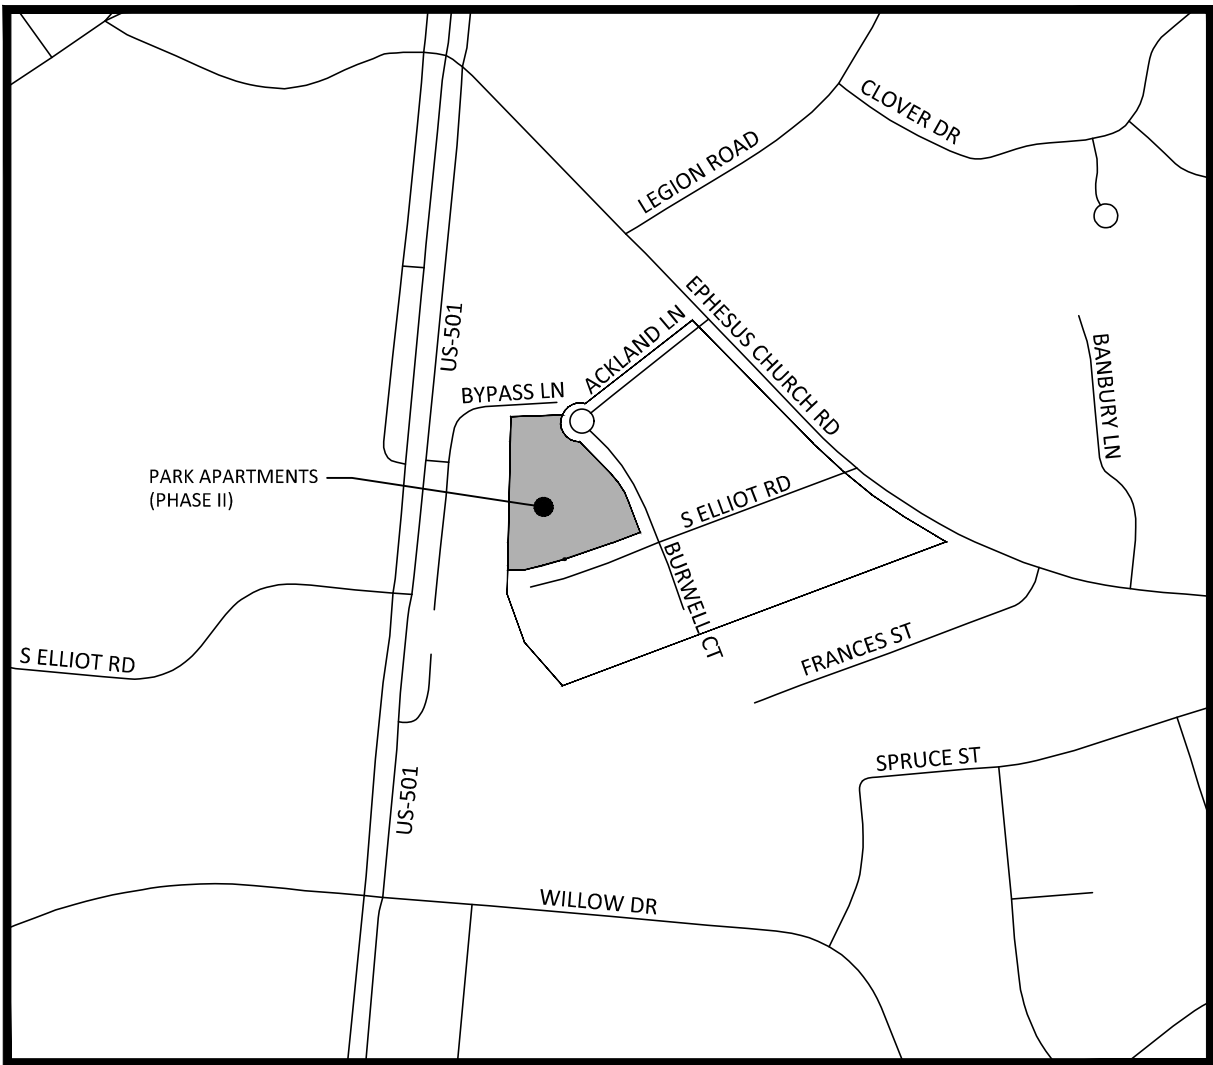 CLOVER DR
LEGION ROAD
EPHESUS CHURCH RD
US-501
ACKLAND LN
BYPASS LN
BANBURY LN
PARK APARTMENTS
(PHASE II)
S ELLIOT RD
BURWELL CT
S ELLIOT RD
FRANCES ST
SPRUCE ST
US-501
WILLOW DR